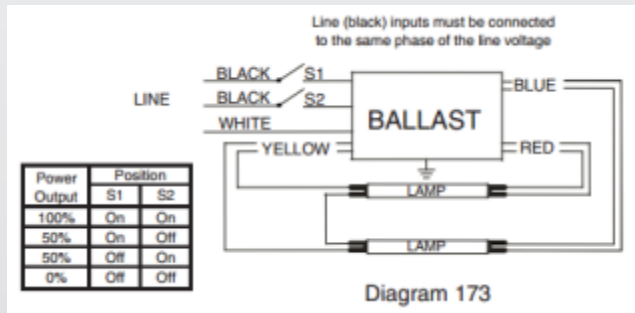 Line (black) inputs must be connected
to the same phase of the line voltage
BLACK S1
LINE
BLACK S2
WHITE
BALLAST
BLUE
YELLOW
RED
LAMP
LAMP
Power Output Position
S1 S2
100% On On
50% On Off
50% Off On
0% Off Off
Diagram 173